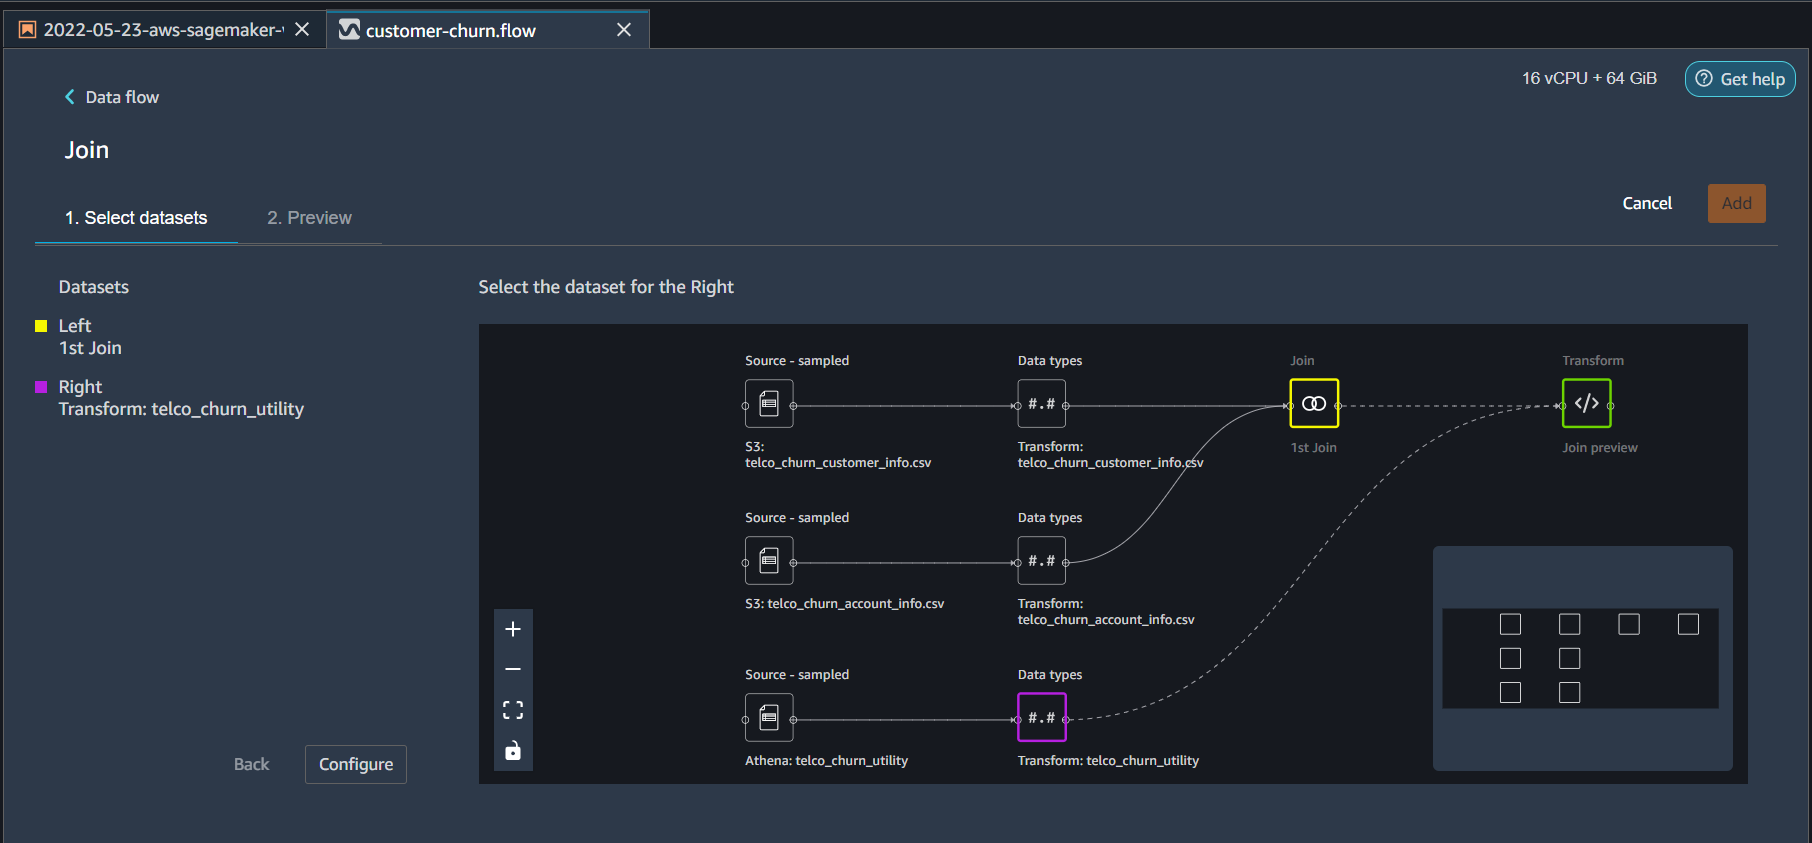 2022-05-23-aws-sagemaker-
customer-churn.flow
16 vCPU + 64 GiB
Get help
Data flow
Join
1. Select datasets
2. Preview
Cancel
Add
Datasets
Select the dataset for the Right
Left
1st Join
Right
Transform: telco_churn_utility
Source - sampled
Data types
Join
Transform
#.#
</>
S3:
telco_churn_customer_info.csv
Transform:
telco_churn_customer_info.csv
1st Join
Join preview
Source - sampled
Data types
#.#
S3: telco_churn_account_info.csv
Transform:
telco_churn_account_info.csv
Source - sampled
Data types
#.#
Athena: telco_churn_utility
Transform: telco_churn_utility
Back
Configure